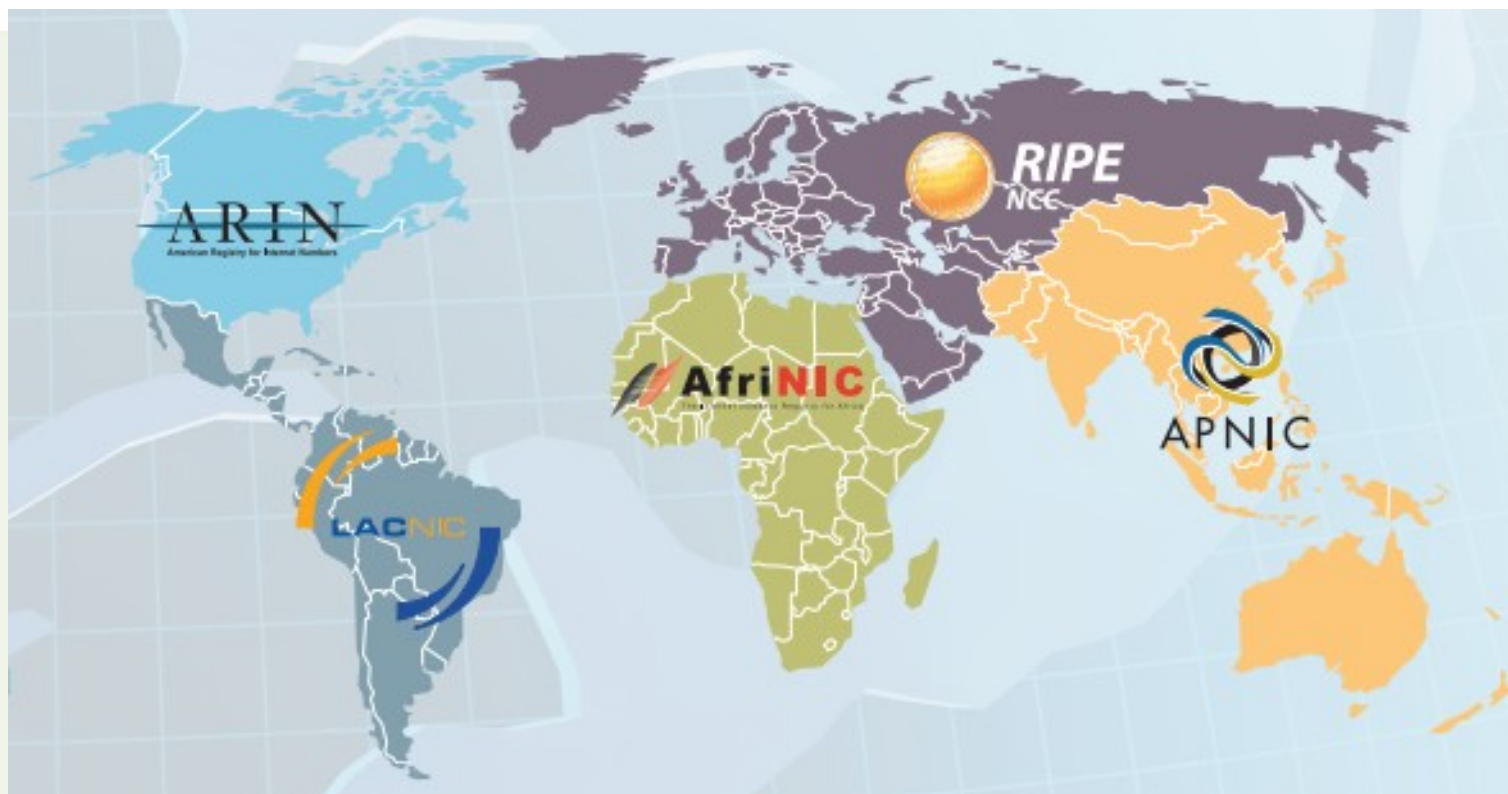 RIPE
NCC
ARIN
American Registry for Internet Numbers
AfriNIC
APNIC
LACNIC